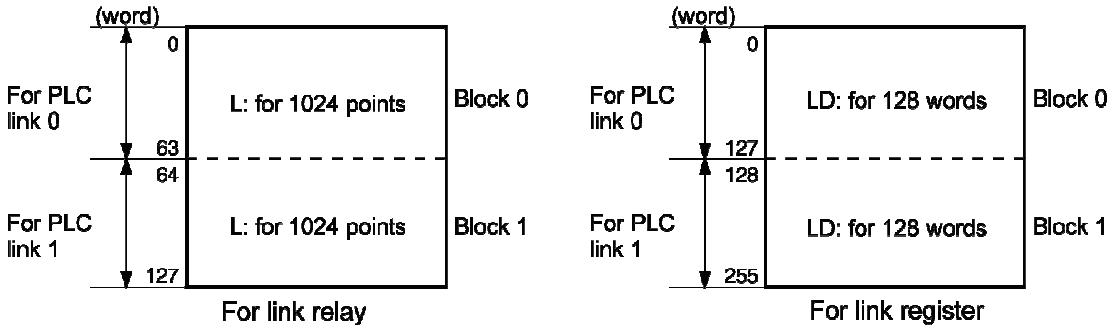 (word)
0
For PLC
link 0
L: for 1024 points
Block 0
63
64
For PLC
link 1
L: for 1024 points
Block 1
127
For link relay
(word)
0
For PLC
link 0
LD: for 128 words
Block 0
127
128
For PLC
link 1
LD: for 128 words
Block 1
255
For link register